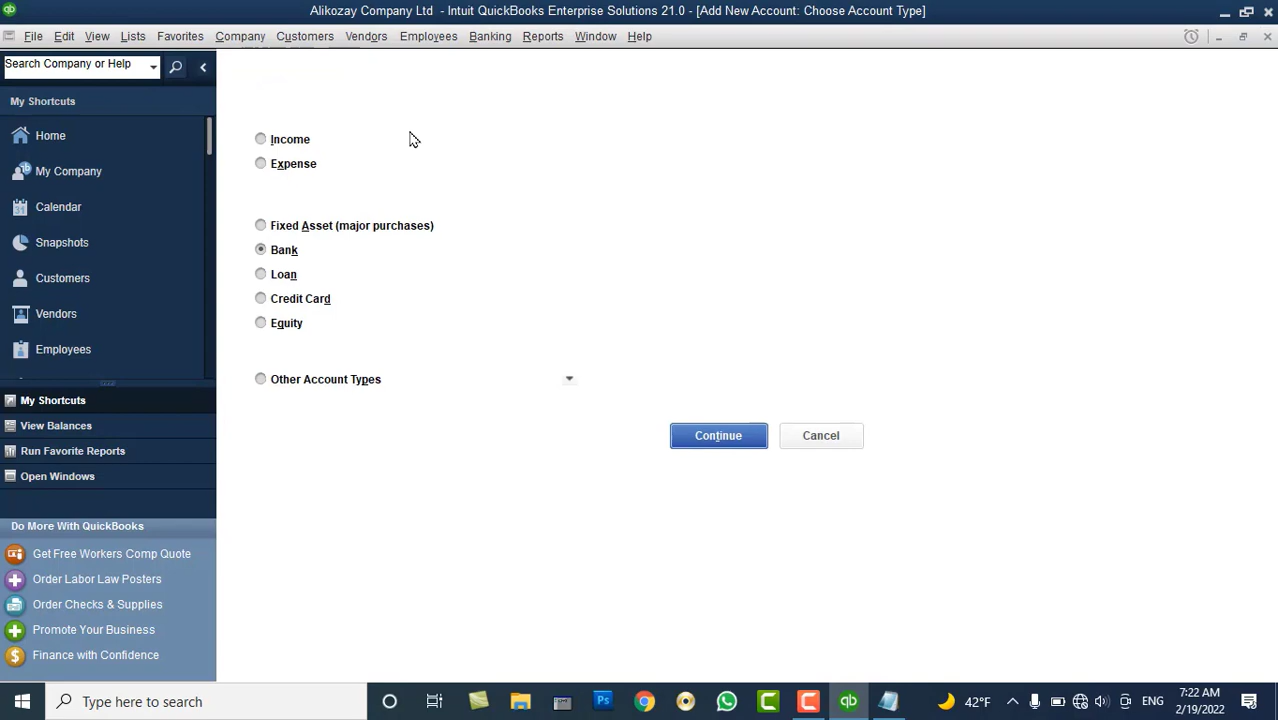 Alikozay Company Ltd - Intuit QuickBooks Enterprise Solutions 21.0 - [Add New Account: Choose Account Type]
File Edit View Lists Favorites Company Customers Vendors Employees Banking Reports Window Help
Search Company or Help
My Shortcuts
Home
My Company
Calendar
Snapshots
Customers
Vendors
Employees
My Shortcuts
View Balances
Run Favorite Reports
Open Windows
Do More With QuickBooks
Get Free Workers Comp Quote
Order Labor Law Posters
Order Checks & Supplies
Promote Your Business
Finance with Confidence
Income
Expense
Fixed Asset (major purchases)
Bank
Loan
Credit Card
Equity
Other Account Types
Continue Cancel
Type here to search
42°F
ENG
7:22 AM
2/19/2022